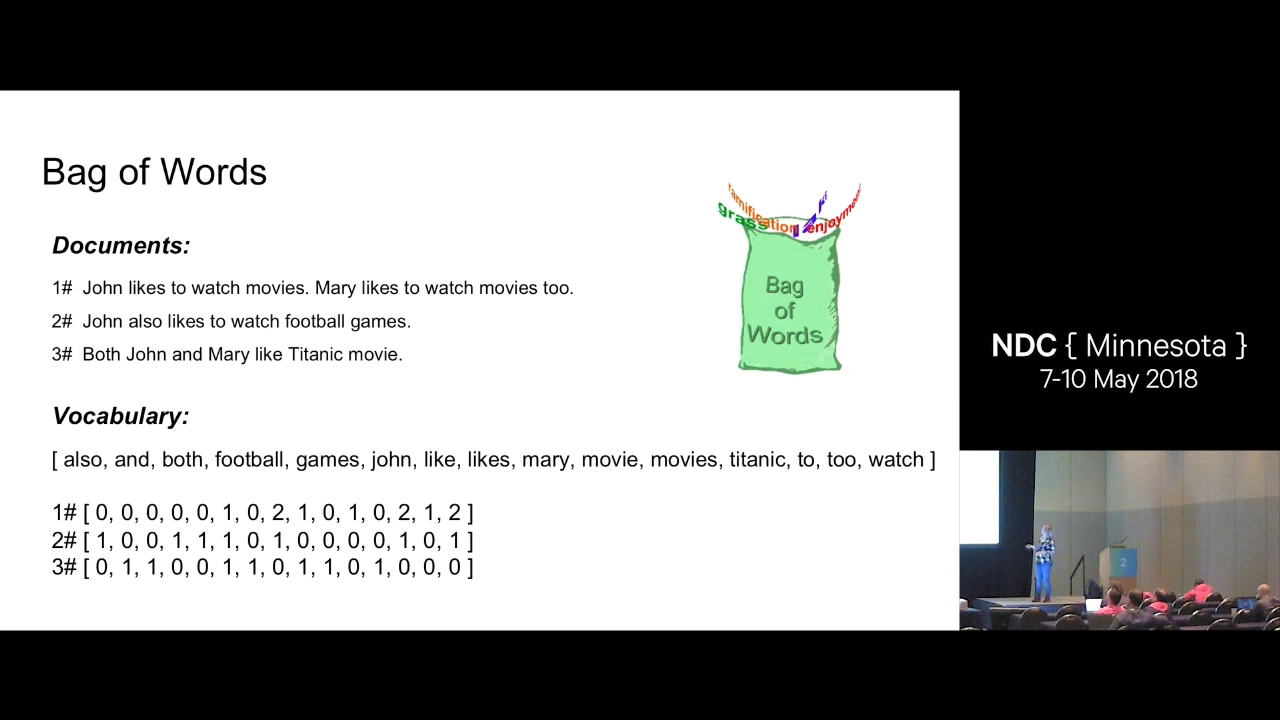 Bag of Words
Documents:
1# John likes to watch movies. Mary likes to watch movies too.
2# John also likes to watch football games.
3# Both John and Mary like Titanic movie.
Vocabulary:
[ also, and, both, football, games, john, like, likes, mary, movie, movies, titanic, to, too, watch ]
1# [ 0, 0, 0, 0, 0, 1, 0, 2, 1, 0, 1, 0, 2, 1, 2 ]
2# [ 1, 0, 0, 1, 1, 1, 0, 1, 0, 0, 0, 0, 1, 0, 1 ]
3# [ 0, 1, 1, 0, 0, 1, 1, 0, 1, 1, 0, 1, 0, 0, 0 ]
grass
Bag
of
Words
NDC { Minnesota }
7-10 May 2018
2